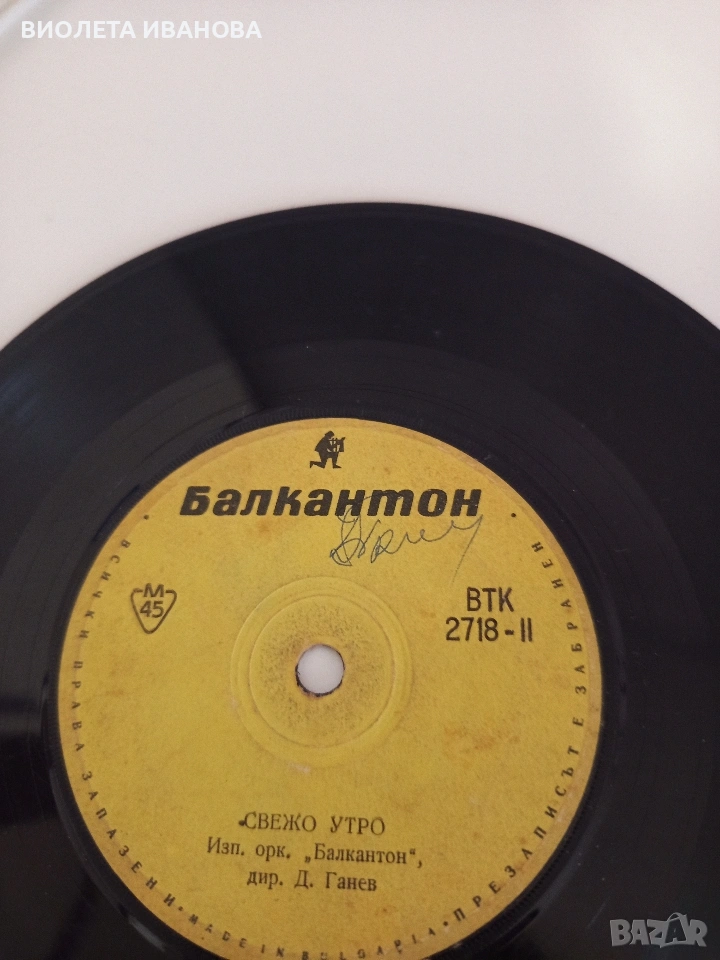 ВИОЛЕТА ИВАНОВА
Балкантон
М
45
ВТК
2718-II
СВЕЖО УТРО
Изп. орк. „Балкантон“,
дир. Д. Ганев
• ВСИЧКИ ПРАВА ЗАПАЗЕНИ • MADE IN BULGARIA • ПРЕЗАПИСЪТ Е ЗАБРАНЕН •
BAZAR